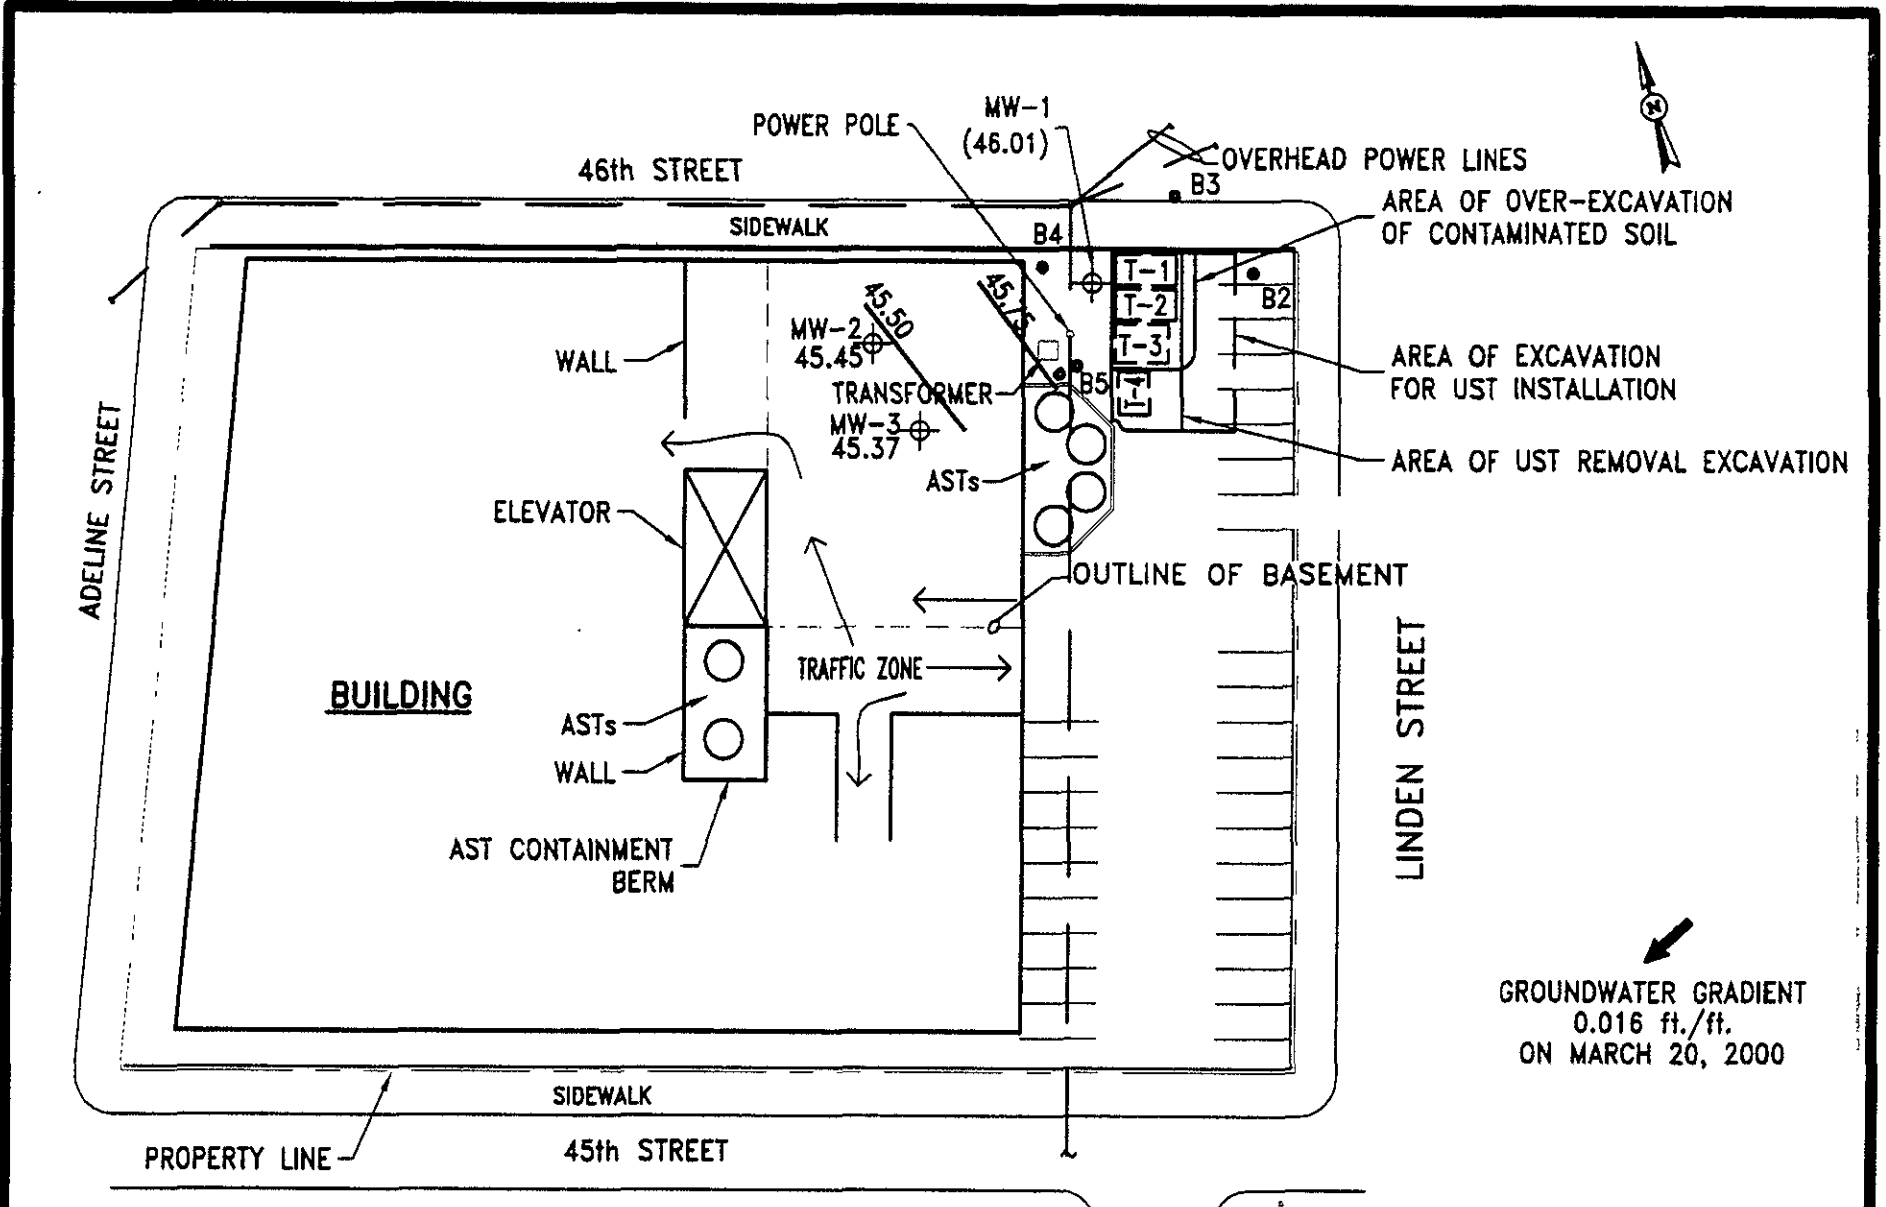 N
MW-1
(46.01)
POWER POLE
46th STREET
OVERHEAD POWER LINES
B3
AREA OF OVER-EXCAVATION
OF CONTAMINATED SOIL
SIDEWALK
B4
T-1
T-2
T-3
T-4
B2
45.50
45.75
MW-2
45.45
WALL
TRANSFORMER
B5
AREA OF EXCAVATION
FOR UST INSTALLATION
MW-3
45.37
ASTs
AREA OF UST REMOVAL EXCAVATION
ADELINE STREET
ELEVATOR
OUTLINE OF BASEMENT
TRAFFIC ZONE
BUILDING
ASTs
WALL
LINDEN STREET
AST CONTAINMENT
BERM
GROUNDWATER GRADIENT
0.016 ft./ft.
ON MARCH 20, 2000
SIDEWALK
PROPERTY LINE
45th STREET